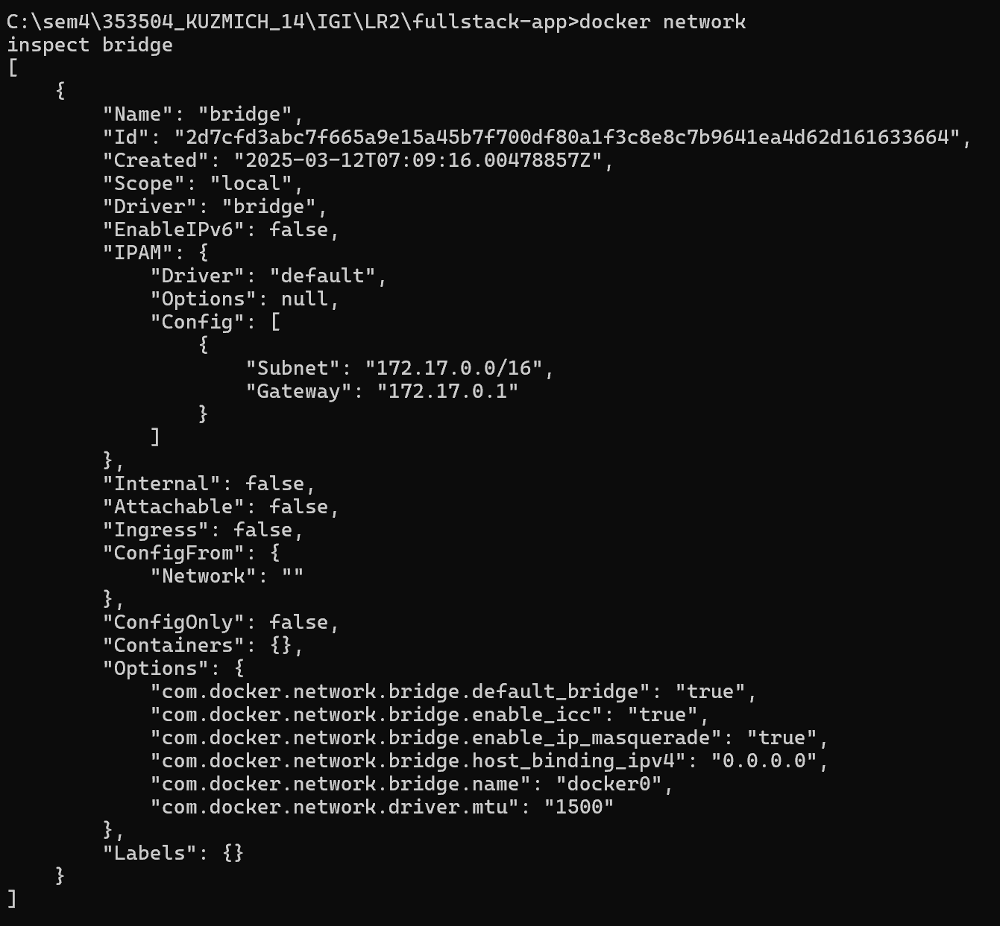 C:\sem4\353504_KUZMICH_14\IGI\LR2\fullstack-app>docker network
inspect bridge
[
    {
        "Name": "bridge",
        "Id": "2d7cfd3abc7f665a9e15a45b7f700df80a1f3c8e8c7b9641ea4d62d161633664",
        "Created": "2025-03-12T07:09:16.00478857Z",
        "Scope": "local",
        "Driver": "bridge",
        "EnableIPv6": false,
        "IPAM": {
            "Driver": "default",
            "Options": null,
            "Config": [
                {
                    "Subnet": "172.17.0.0/16",
                    "Gateway": "172.17.0.1"
                }
            ]
        },
        "Internal": false,
        "Attachable": false,
        "Ingress": false,
        "ConfigFrom": {
            "Network": ""
        },
        "ConfigOnly": false,
        "Containers": {},
        "Options": {
            "com.docker.network.bridge.default_bridge": "true",
            "com.docker.network.bridge.enable_icc": "true",
            "com.docker.network.bridge.enable_ip_masquerade": "true",
            "com.docker.network.bridge.host_binding_ipv4": "0.0.0.0",
            "com.docker.network.bridge.name": "docker0",
            "com.docker.network.driver.mtu": "1500"
        },
        "Labels": {}
    }
]